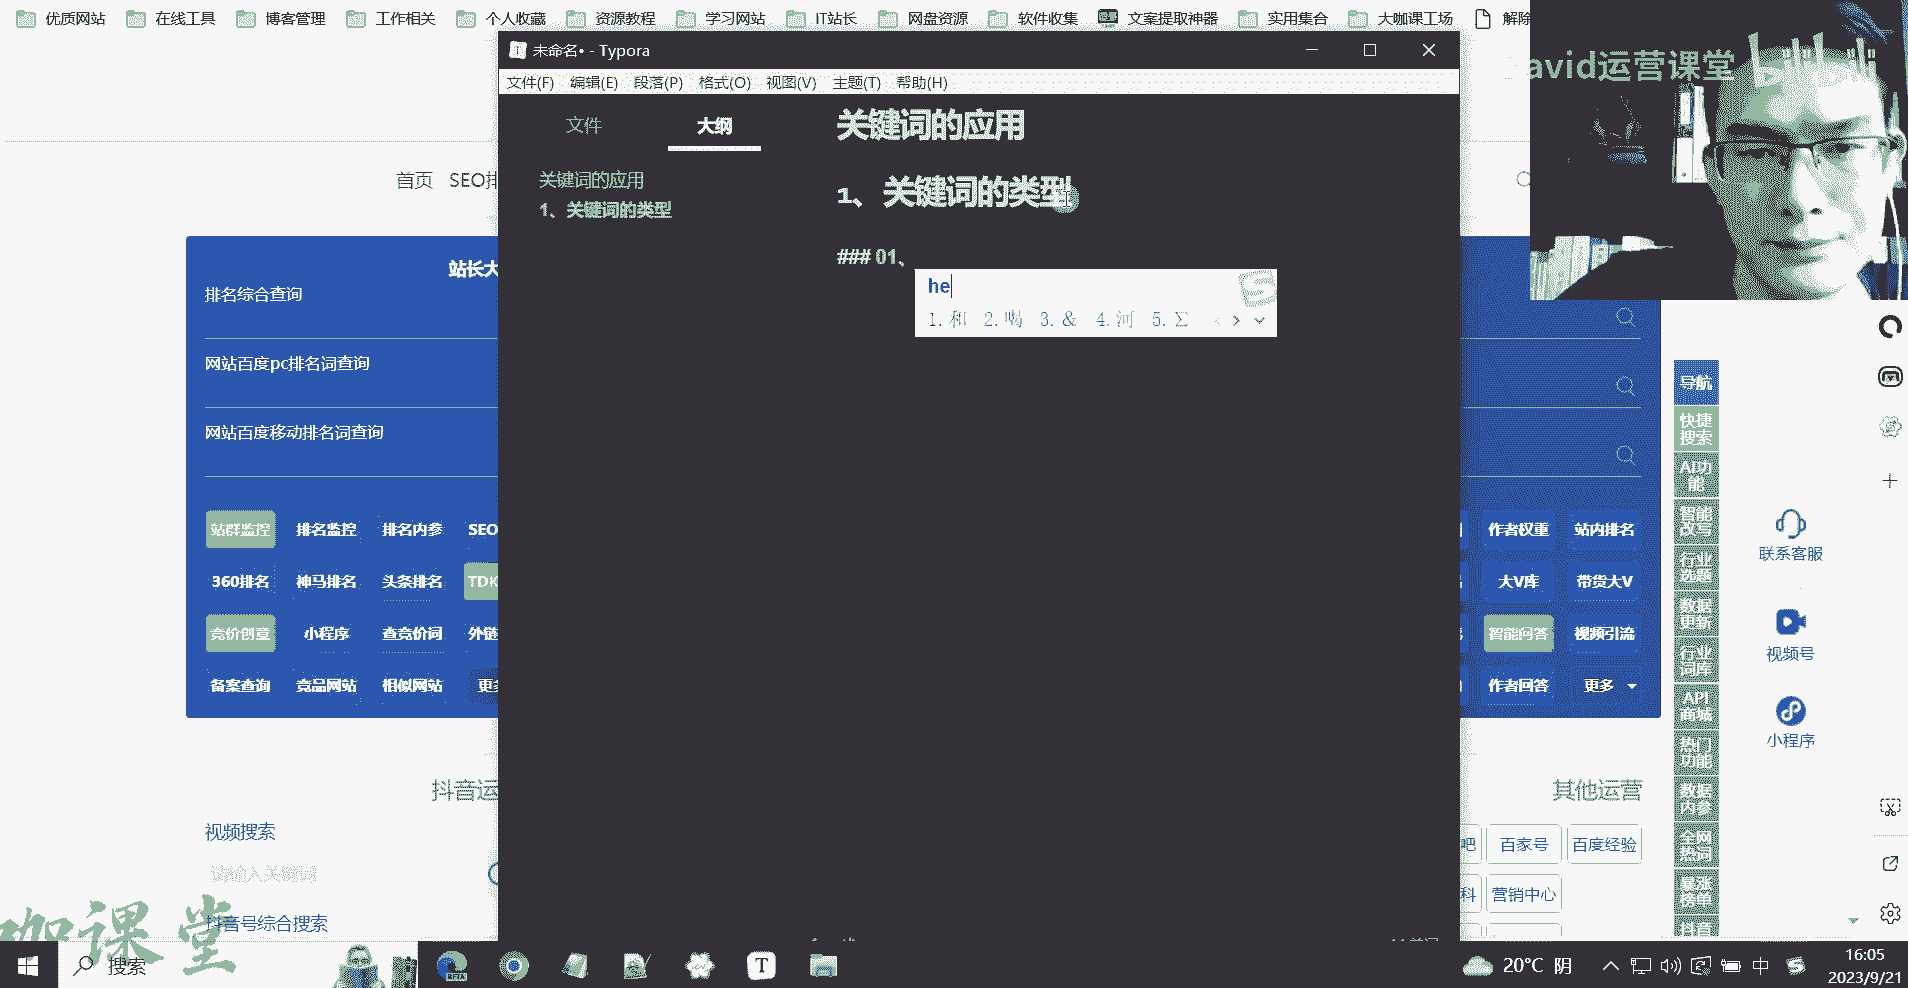 优质网站 在线工具 博客管理 工作相关 个人收藏 资源教程 学习网站 IT站长 网盘资源 软件收集 文案提取神器 实用集合 大咖课工场 解除
未命名• - Typora
avid运营课堂
文件(F) 编辑(E) 段落(P) 格式(O) 视图(V) 主题(T) 帮助(H)
文件 大纲
关键词的应用
首页 SEO排
关键词的应用
1、关键词的类型
1、关键词的类型
### 01、
he
1.和 2.喝 3.& 4.河 5.Σ
站长大
排名综合查询
网站百度pc排名词查询
网站百度移动排名词查询
站群监控 排名监控 排名内参 SEO
作者权重 站内排名
360排名 神马排名 头条排名 TDK
大V库 带货大V
竞价创意 小程序 查竞价词 外链
智能问答 视频引流
备案查询 竞品网站 相似网站 更多
作者回答 更多
导航
快捷搜索
AI功能
智能改写
行业选题
数据更新
行业词库
API商城
热门功能
数据内参
全网热词
暴涨榜单
抖音
联系客服
视频号
小程序
抖音运
其他运营
视频搜索
吧 百家号 百度经验
请输入关键词
科 营销中心
抖音号综合搜索
咖课堂
搜索
BETA
20°C 阴
中
16:05
2023/9/21